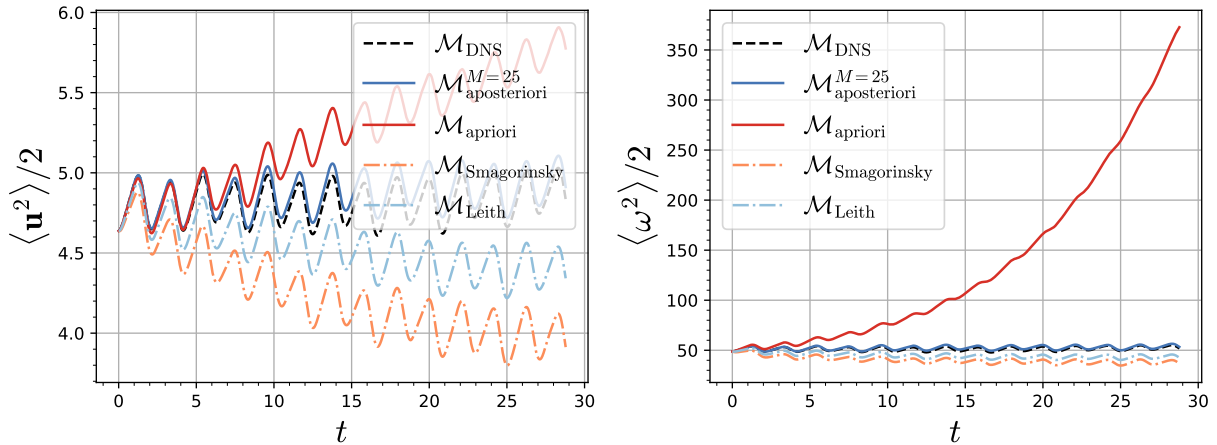 6.0
5.5
5.0
4.5
4.0
0 5 10 15 20 25 30
t
⟨u²⟩/2
ℳ_DNS
ℳ^{M=25}_aposteriori
ℳ_apriori
ℳ_Smagorinsky
ℳ_Leith
350
300
250
200
150
100
50
0 5 10 15 20 25 30
t
⟨ω²⟩/2
ℳ_DNS
ℳ^{M=25}_aposteriori
ℳ_apriori
ℳ_Smagorinsky
ℳ_Leith